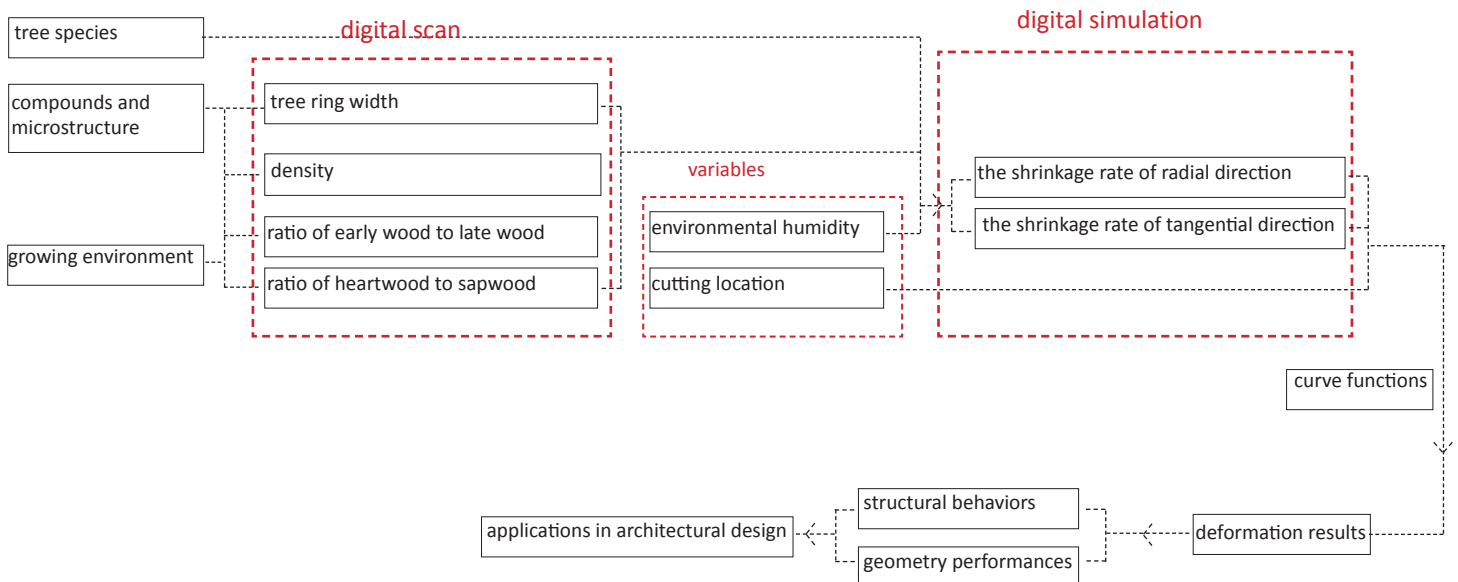 digital simulation
digital scan
tree species
compounds and
microstructure
tree ring width
density
variables
the shrinkage rate of radial direction
environmental humidity
the shrinkage rate of tangential direction
ratio of early wood to late wood
growing environment
ratio of heartwood to sapwood
cutting location
curve functions
structural behaviors
applications in architectural design
deformation results
geometry performances